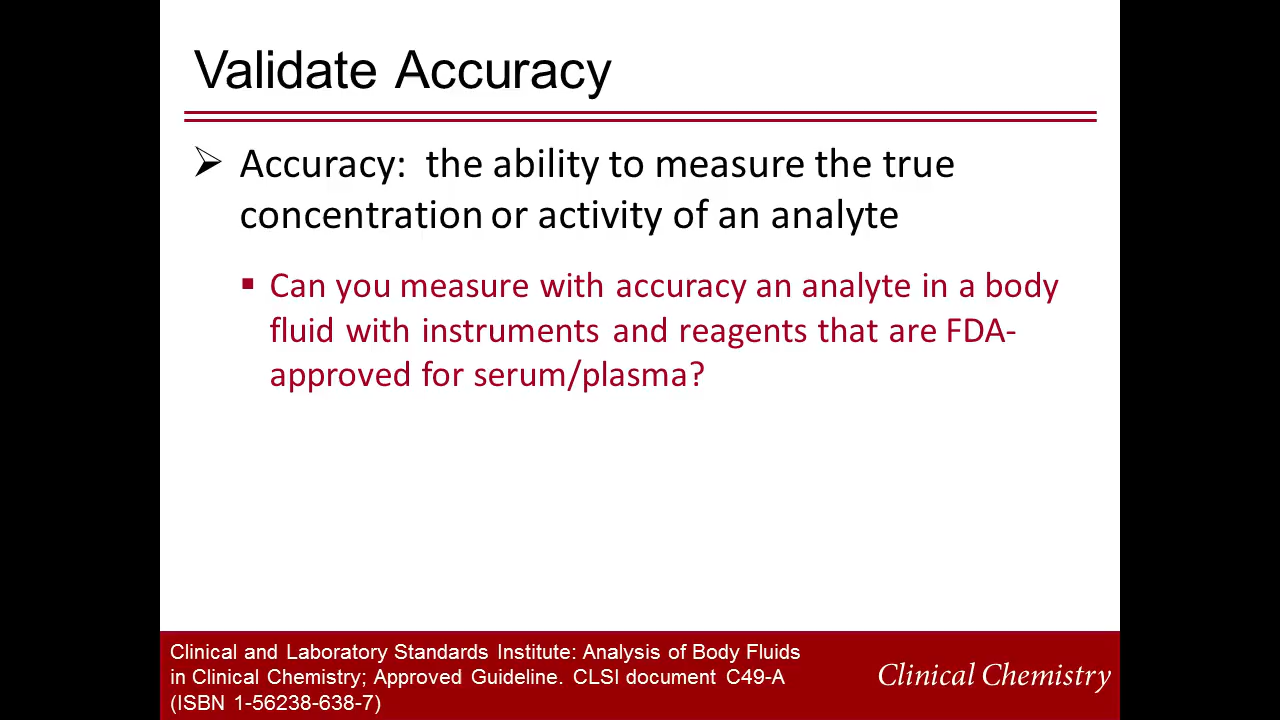 Validate Accuracy
➢ Accuracy: the ability to measure the true
concentration or activity of an analyte
▪ Can you measure with accuracy an analyte in a body
fluid with instruments and reagents that are FDA-
approved for serum/plasma?
Clinical and Laboratory Standards Institute: Analysis of Body Fluids
in Clinical Chemistry; Approved Guideline. CLSI document C49-A
(ISBN 1-56238-638-7)
Clinical Chemistry